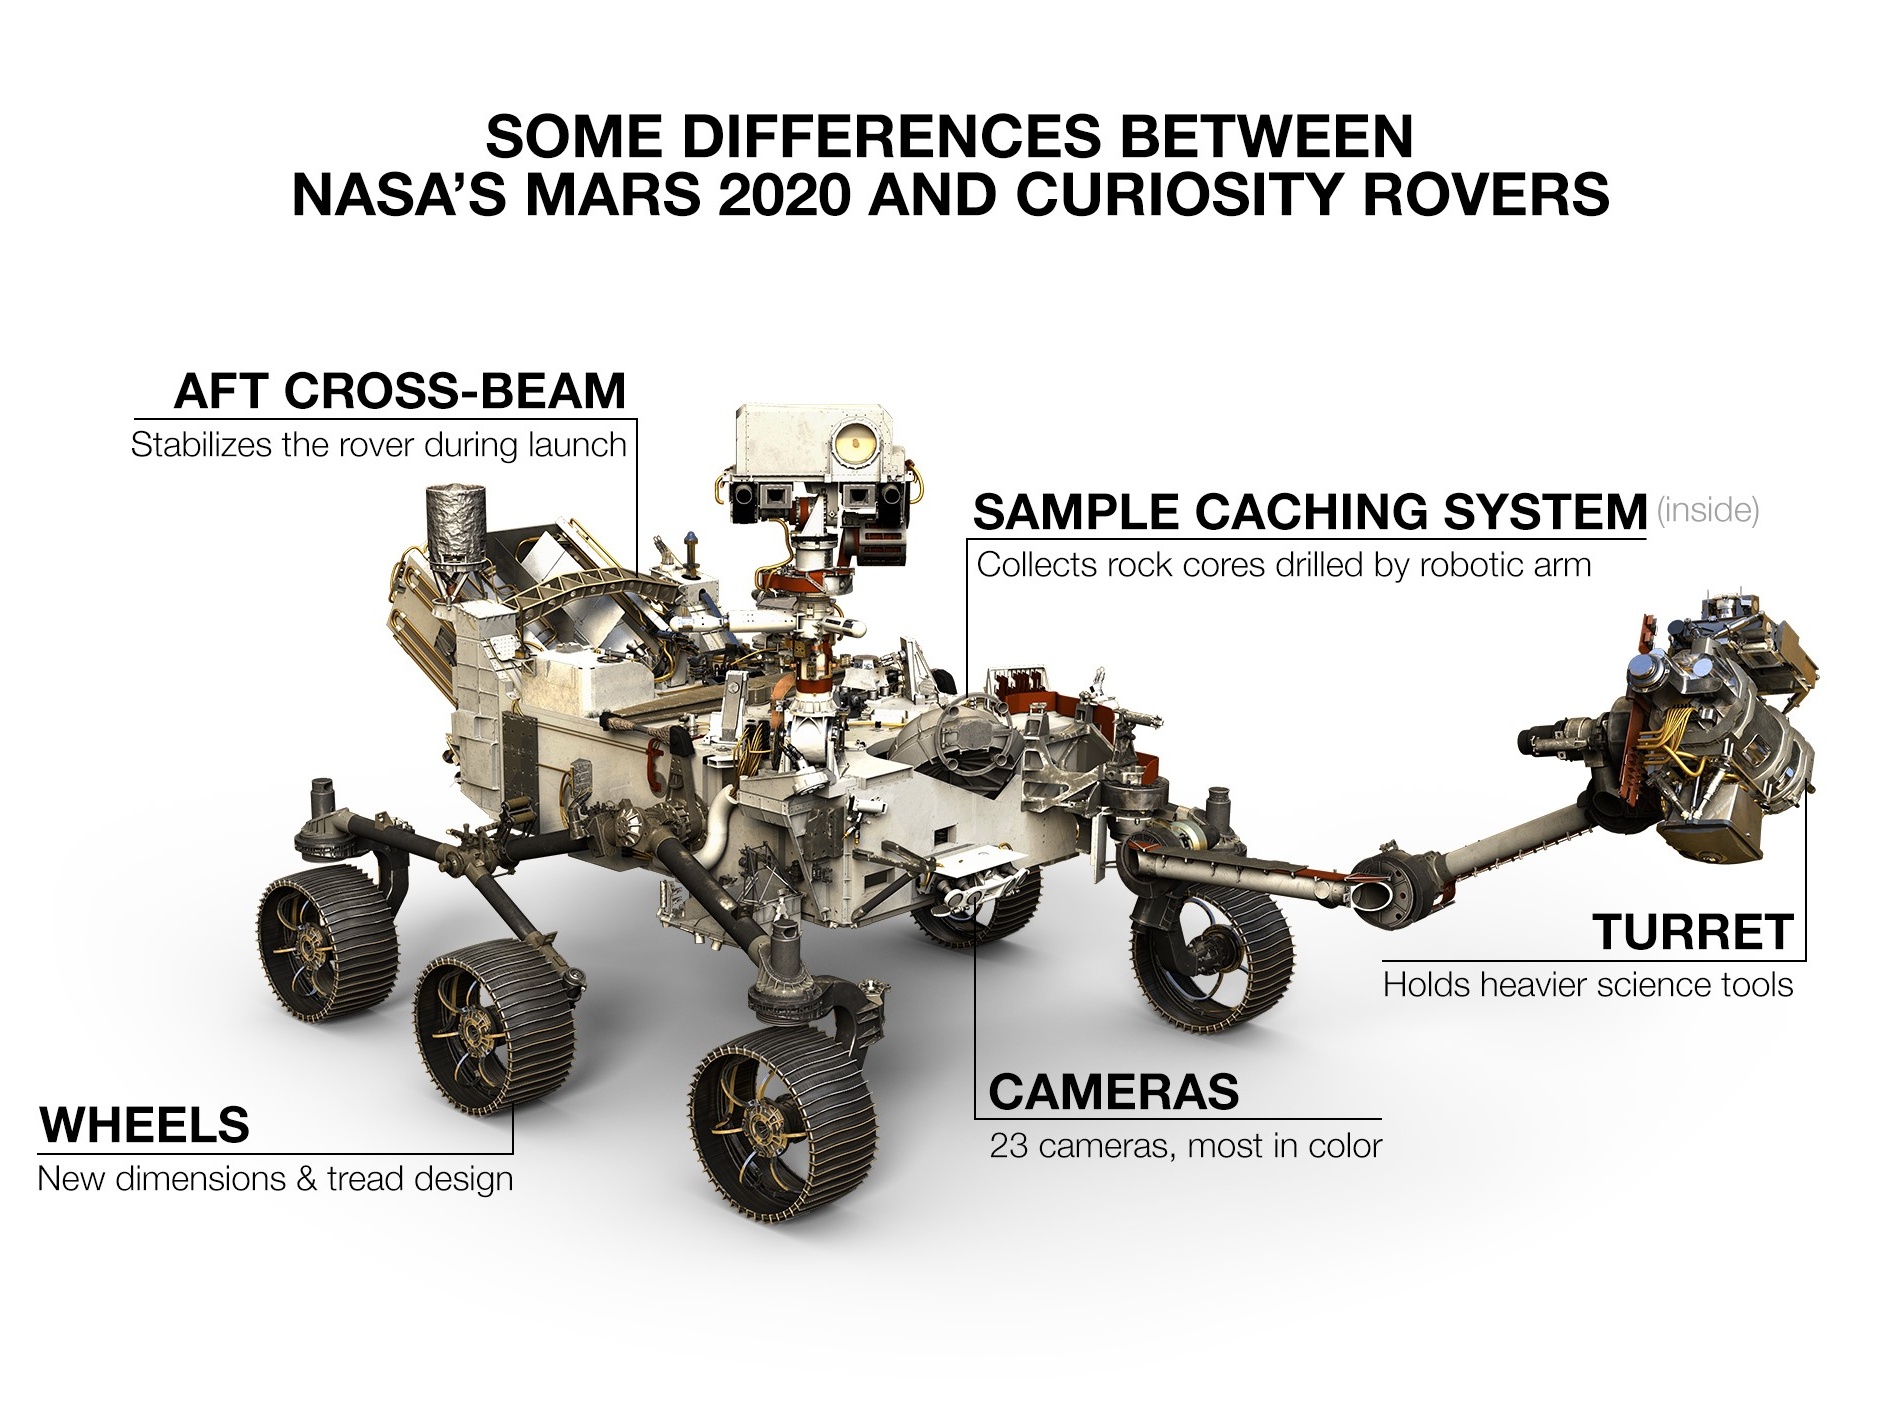 SOME DIFFERENCES BETWEEN
NASA’S MARS 2020 AND CURIOSITY ROVERS
AFT CROSS-BEAM
Stabilizes the rover during launch
SAMPLE CACHING SYSTEM (inside)
Collects rock cores drilled by robotic arm
TURRET
Holds heavier science tools
CAMERAS
23 cameras, most in color
WHEELS
New dimensions & tread design